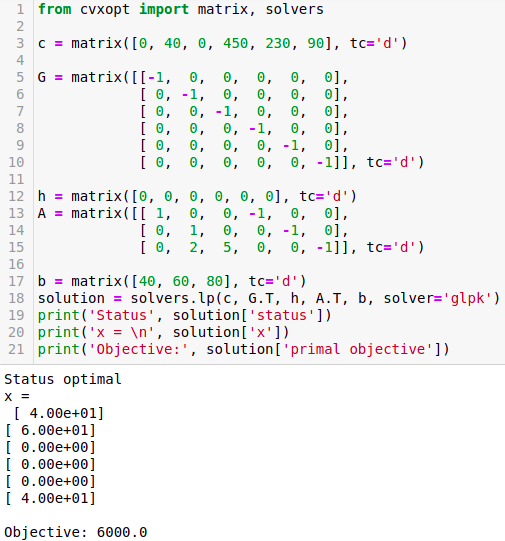 1 from cvxopt import matrix, solvers
2
3 c = matrix([0, 40, 0, 450, 230, 90], tc='d')
4
5 G = matrix([[-1, 0, 0, 0, 0, 0],
6 [ 0, -1, 0, 0, 0, 0],
7 [ 0, 0, -1, 0, 0, 0],
8 [ 0, 0, 0, -1, 0, 0],
9 [ 0, 0, 0, 0, -1, 0],
10 [ 0, 0, 0, 0, 0, -1]], tc='d')
11
12 h = matrix([0, 0, 0, 0, 0, 0], tc='d')
13 A = matrix([[ 1, 0, 0, -1, 0, 0],
14 [ 0, 1, 0, 0, -1, 0],
15 [ 0, 2, 5, 0, 0, -1]], tc='d')
16
17 b = matrix([40, 60, 80], tc='d')
18 solution = solvers.lp(c, G.T, h, A.T, b, solver='glpk')
19 print('Status', solution['status'])
20 print('x = \n', solution['x'])
21 print('Objective:', solution['primal objective'])
Status optimal
x =
[ 4.00e+01]
[ 6.00e+01]
[ 0.00e+00]
[ 0.00e+00]
[ 0.00e+00]
[ 4.00e+01]
Objective: 6000.0